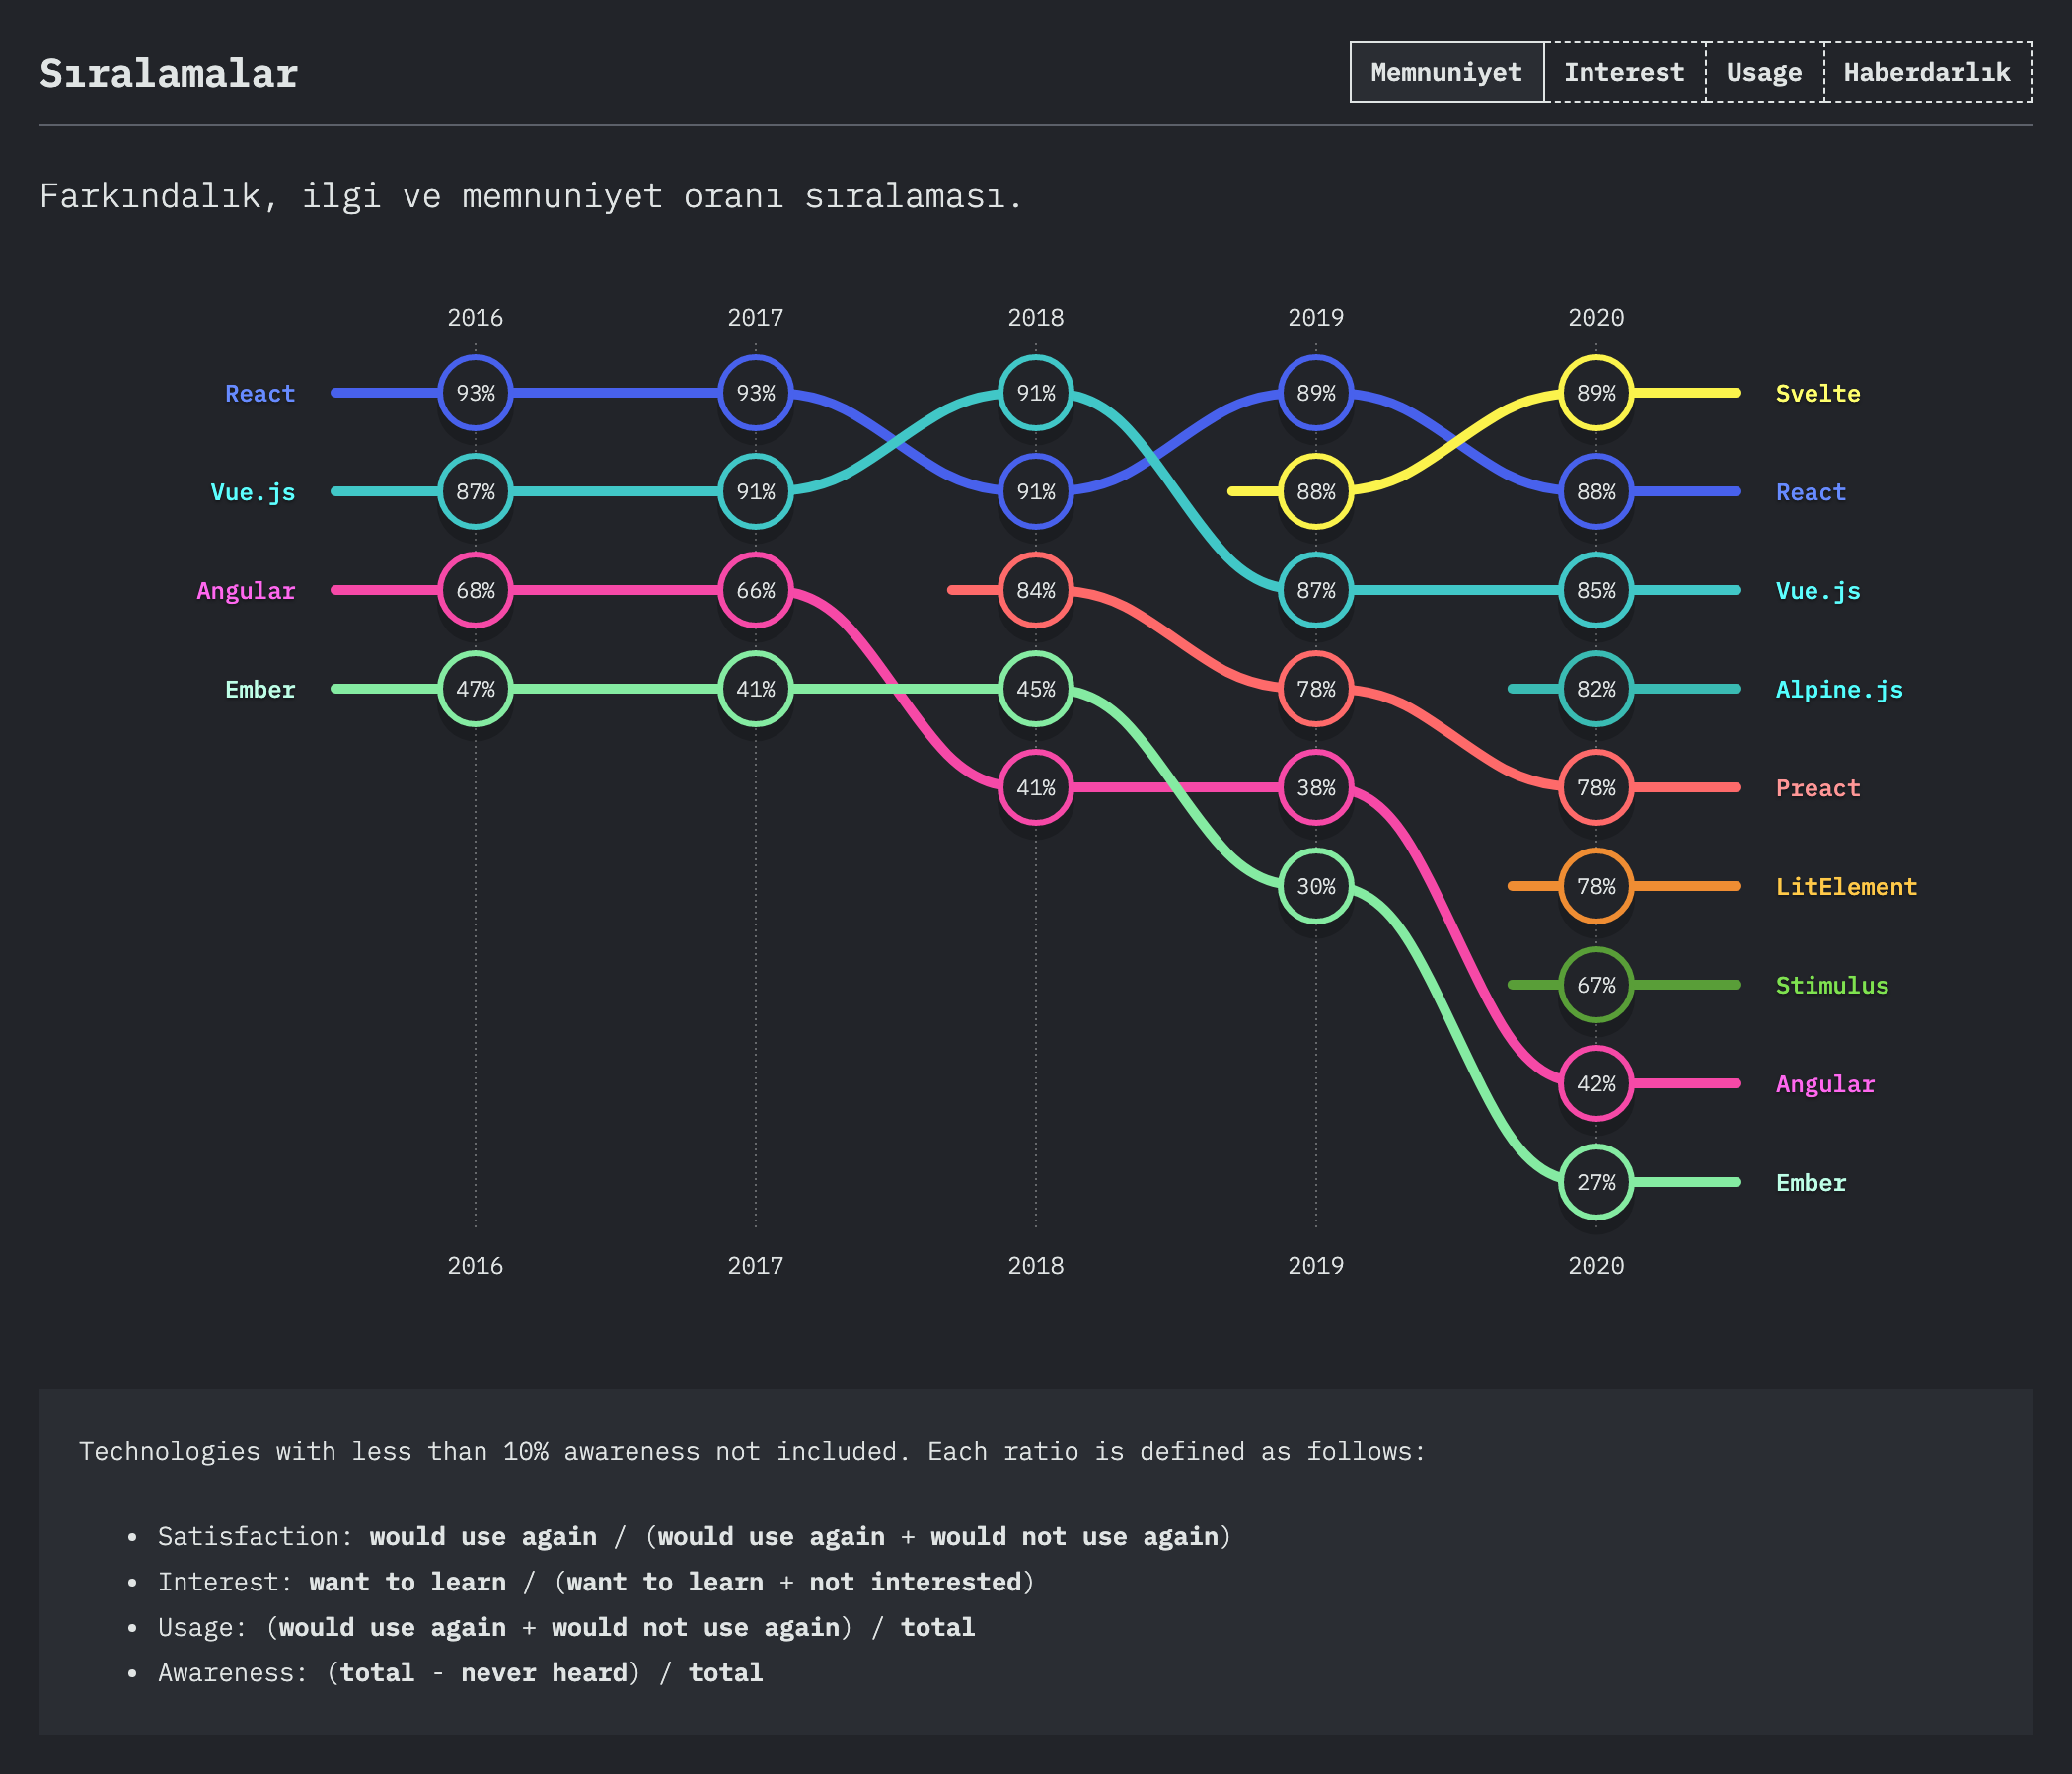 Sıralamalar
Memnuniyet Interest Usage Haberdarlık
Farkındalık, ilgi ve memnuniyet oranı sıralaması.
2016 2017 2018 2019 2020
React 93% 93% 91% 89% 89% Svelte
Vue.js 87% 91% 91% 88% 88% React
Angular 68% 66% 84% 87% 85% Vue.js
Ember 47% 41% 45% 78% 82% Alpine.js
41% 38% 78% Preact
30% 78% LitElement
67% Stimulus
42% Angular
27% Ember
2016 2017 2018 2019 2020
Technologies with less than 10% awareness not included. Each ratio is defined as follows:
• Satisfaction: would use again / (would use again + would not use again)
• Interest: want to learn / (want to learn + not interested)
• Usage: (would use again + would not use again) / total
• Awareness: (total - never heard) / total